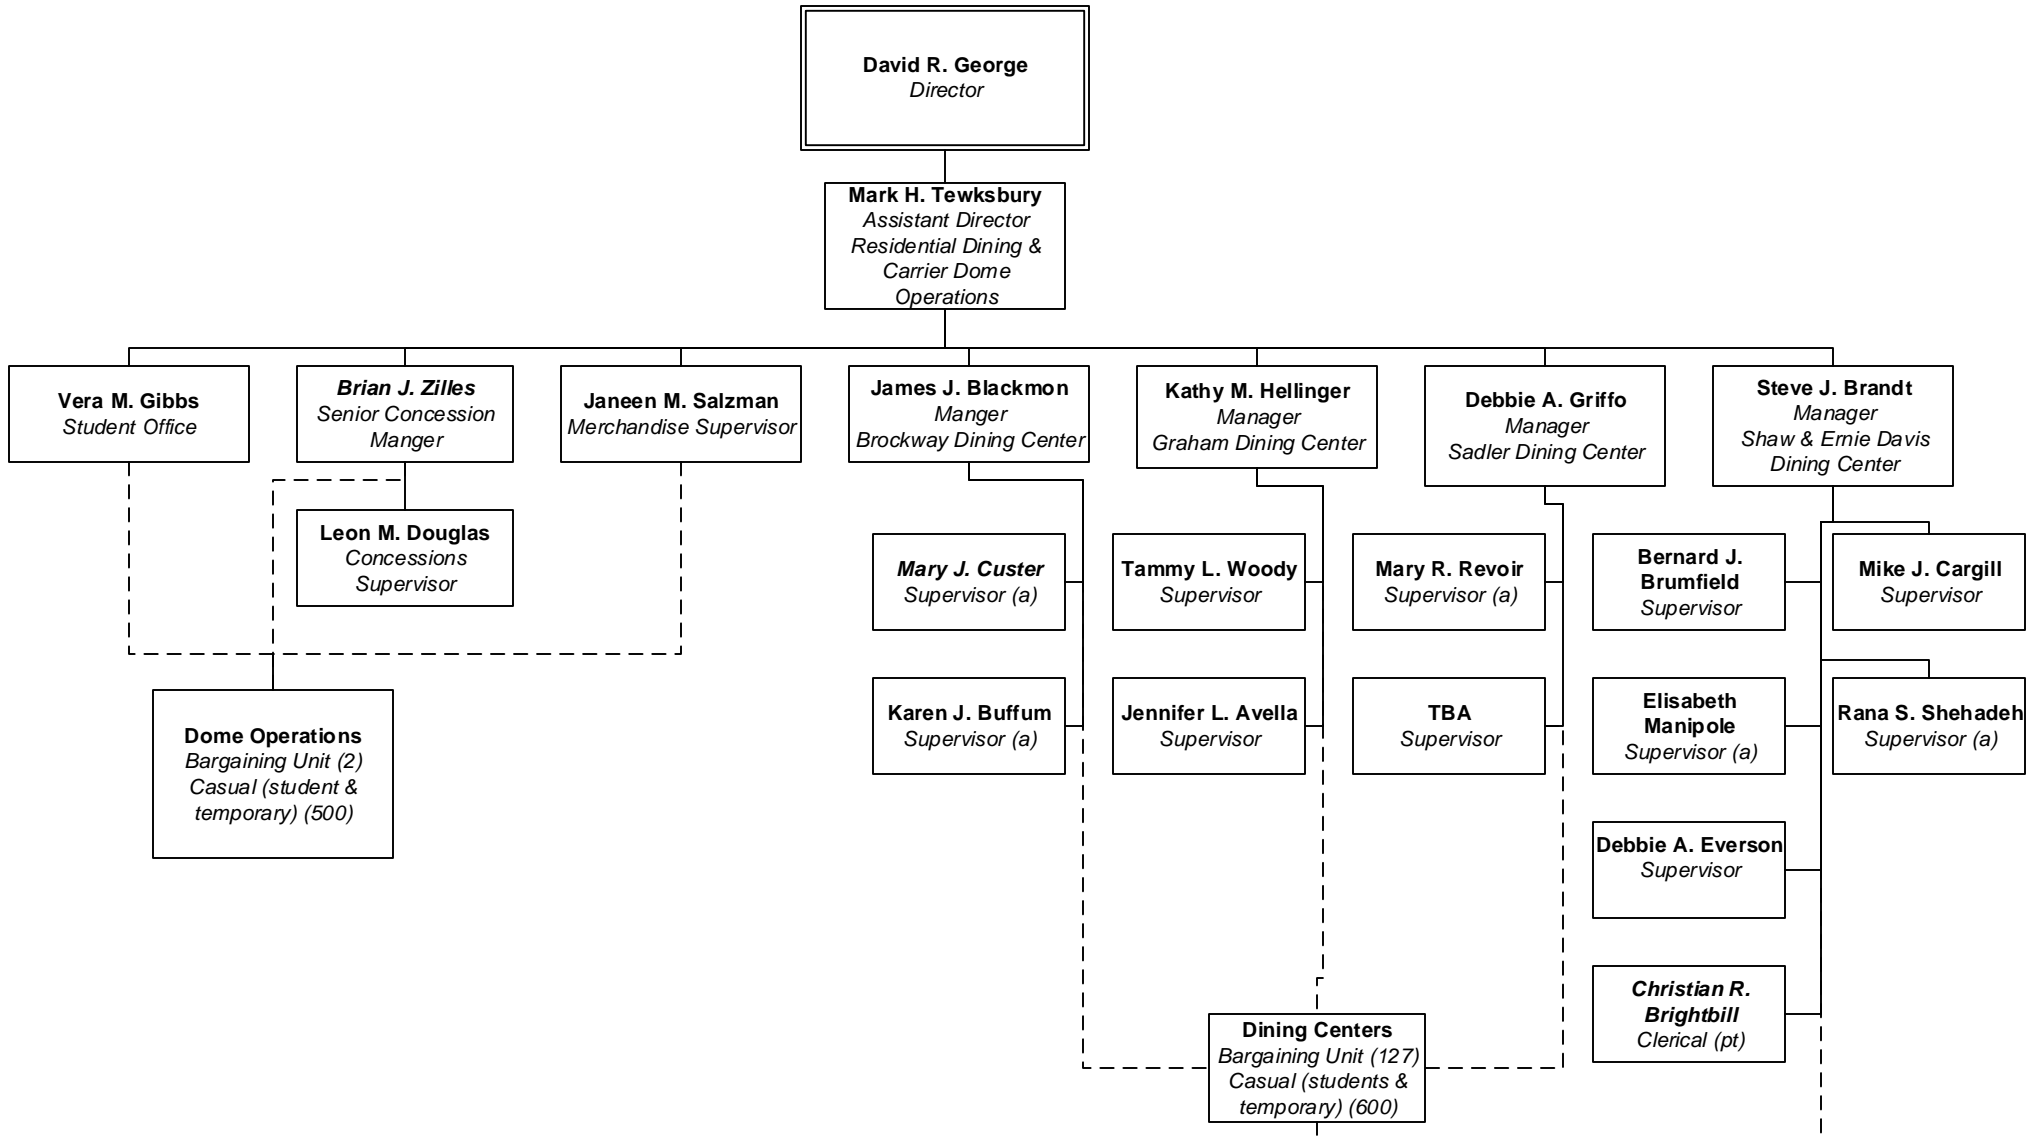 David R. George
Director
Mark H. Tewksbury
Assistant Director
Residential Dining &
Carrier Dome
Operations
Vera M. Gibbs
Student Office
Brian J. Zilles
Senior Concession
Manger
Janeen M. Salzman
Merchandise Supervisor
James J. Blackmon
Manger
Brockway Dining Center
Kathy M. Hellinger
Manager
Graham Dining Center
Debbie A. Griffo
Manager
Sadler Dining Center
Steve J. Brandt
Manager
Shaw & Ernie Davis
Dining Center
Leon M. Douglas
Concessions
Supervisor
Mary J. Custer
Supervisor (a)
Tammy L. Woody
Supervisor
Mary R. Revoir
Supervisor (a)
Bernard J.
Brumfield
Supervisor
Mike J. Cargill
Supervisor
Karen J. Buffum
Supervisor (a)
Jennifer L. Avella
Supervisor
TBA
Supervisor
Elisabeth
Manipole
Supervisor (a)
Rana S. Shehadeh
Supervisor (a)
Dome Operations
Bargaining Unit (2)
Casual (student &
temporary) (500)
Debbie A. Everson
Supervisor
Christian R.
Brightbill
Clerical (pt)
Dining Centers
Bargaining Unit (127)
Casual (students &
temporary) (600)